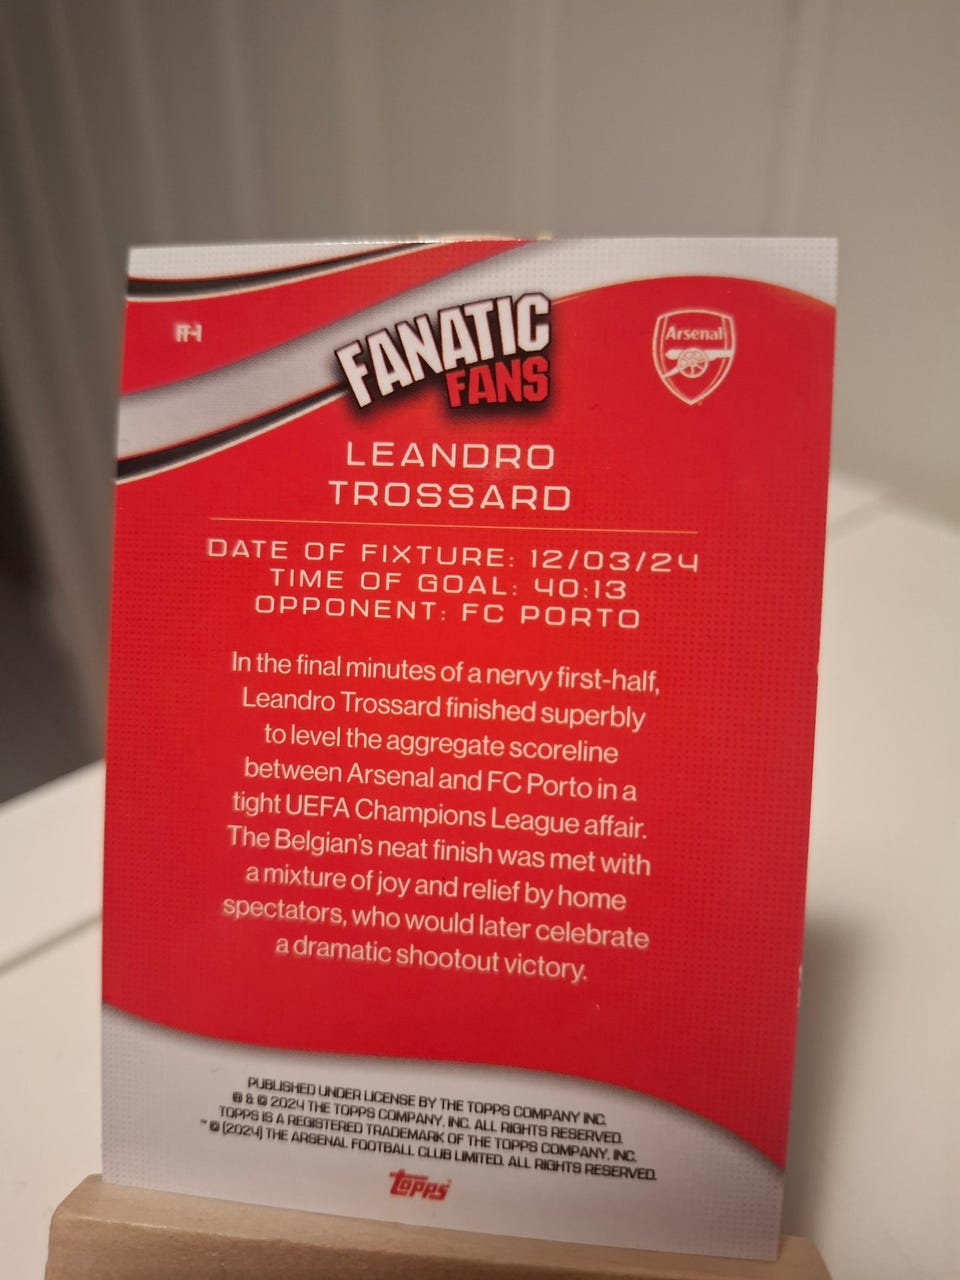 FF-1
FANATIC
FANS
Arsenal
LEANDRO
TROSSARD
DATE OF FIXTURE: 12/03/24
TIME OF GOAL: 40:13
OPPONENT: FC PORTO
In the final minutes of a nervy first-half,
Leandro Trossard finished superbly
to level the aggregate scoreline
between Arsenal and FC Porto in a
tight UEFA Champions League affair.
The Belgian's neat finish was met with
a mixture of joy and relief by home
spectators, who would later celebrate
a dramatic shootout victory.
PUBLISHED UNDER LICENSE BY THE TOPPS COMPANY INC.
® & © 2024 THE TOPPS COMPANY, INC. ALL RIGHTS RESERVED.
TOPPS IS A REGISTERED TRADEMARK OF THE TOPPS COMPANY, INC.
™ © (2024) THE ARSENAL FOOTBALL CLUB LIMITED. ALL RIGHTS RESERVED.
topps